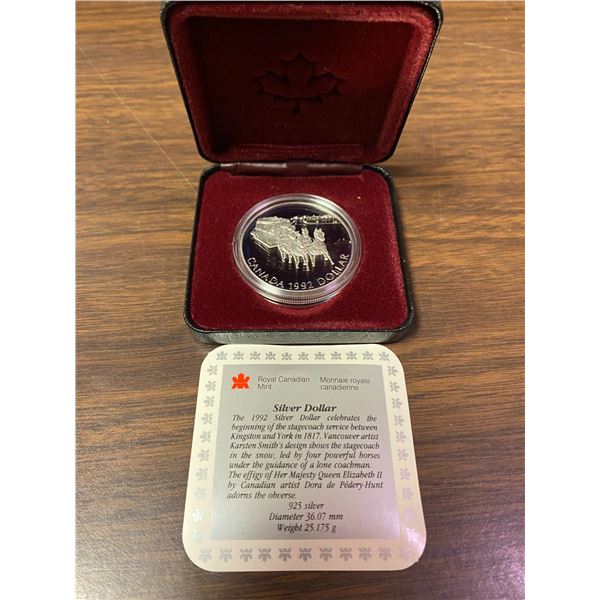 CANADA 1992 DOLLAR
Royal Canadian Mint
Monnaie royale canadienne
Silver Dollar
The 1992 Silver Dollar celebrates the
beginning of the stagecoach service between
Kingston and York in 1817. Vancouver artist
Karsten Smith's design shows the stagecoach
in the snow, led by four powerful horses
under the guidance of a lone coachman.
The effigy of Her Majesty Queen Elizabeth II
by Canadian artist Dora de Pédery-Hunt
adorns the obverse.
925 silver
Diameter 36.07 mm
Weight 25.175 g